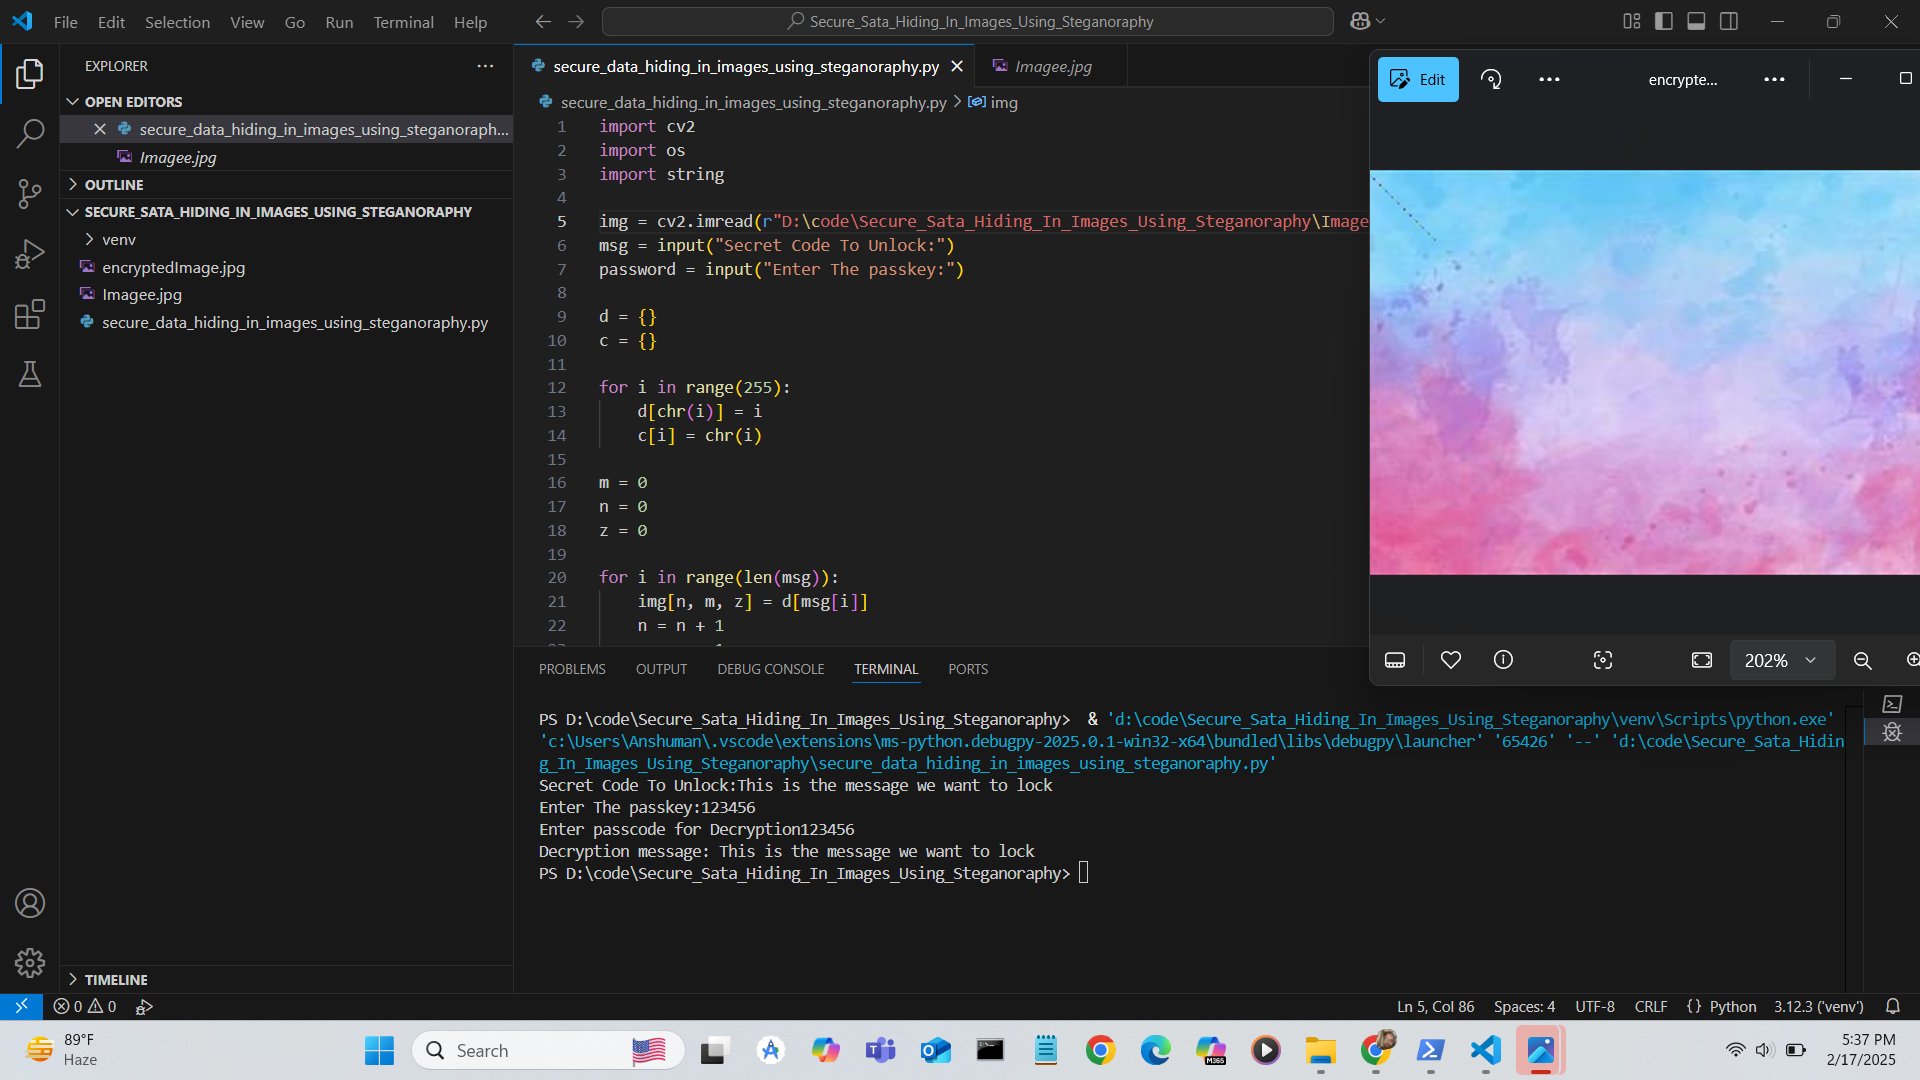 File Edit Selection View Go Run Terminal Help
Secure_Sata_Hiding_In_Images_Using_Steganoraphy
EXPLORER
OPEN EDITORS
secure_data_hiding_in_images_using_steganoraph...
Imagee.jpg
OUTLINE
SECURE_SATA_HIDING_IN_IMAGES_USING_STEGANORAPHY
venv
encryptedImage.jpg
Imagee.jpg
secure_data_hiding_in_images_using_steganoraphy.py
TIMELINE
secure_data_hiding_in_images_using_steganoraphy.py
Imagee.jpg
secure_data_hiding_in_images_using_steganoraphy.py > img
1 import cv2
2 import os
3 import string
4
5 img = cv2.imread(r"D:\code\Secure_Sata_Hiding_In_Images_Using_Steganoraphy\Image
6 msg = input("Secret Code To Unlock:")
7 password = input("Enter The passkey:")
8
9 d = {}
10 c = {}
11
12 for i in range(255):
13 d[chr(i)] = i
14 c[i] = chr(i)
15
16 m = 0
17 n = 0
18 z = 0
19
20 for i in range(len(msg)):
21 img[n, m, z] = d[msg[i]]
22 n = n + 1
Edit
encrypte...
202%
PROBLEMS OUTPUT DEBUG CONSOLE TERMINAL PORTS
PS D:\code\Secure_Sata_Hiding_In_Images_Using_Steganoraphy> & 'd:\code\Secure_Sata_Hiding_In_Images_Using_Steganoraphy\venv\Scripts\python.exe'
'c:\Users\Anshuman\.vscode\extensions\ms-python.debugpy-2025.0.1-win32-x64\bundled\libs\debugpy\launcher' '65426' '--' 'd:\code\Secure_Sata_Hidin
g_In_Images_Using_Steganoraphy\secure_data_hiding_in_images_using_steganoraphy.py'
Secret Code To Unlock:This is the message we want to lock
Enter The passkey:123456
Enter passcode for Decryption123456
Decryption message: This is the message we want to lock
PS D:\code\Secure_Sata_Hiding_In_Images_Using_Steganoraphy>
0 0
Ln 5, Col 86 Spaces: 4 UTF-8 CRLF {} Python 3.12.3 ('venv')
89°F
Haze
Search
M365
5:37 PM
2/17/2025